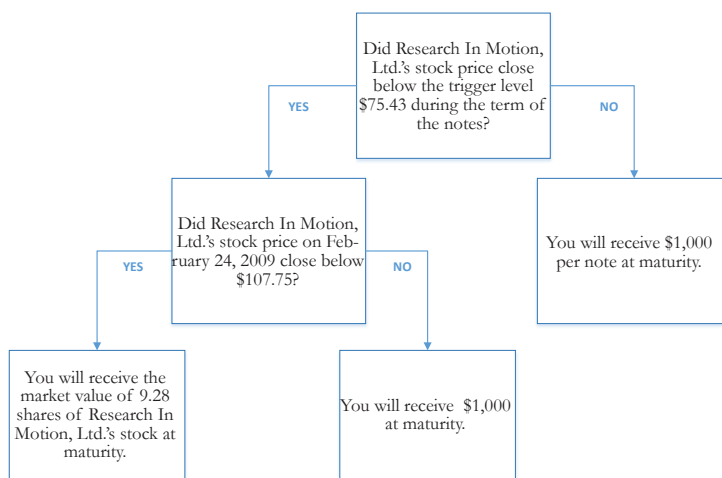 Did Research In Motion,
Ltd.'s stock price close
below the trigger level
$75.43 during the term of
the notes?
YES
NO
Did Research In Motion,
Ltd.'s stock price on Feb-
ruary 24, 2009 close below
$107.75?
You will receive $1,000
per note at maturity.
YES
NO
You will receive the
market value of 9.28
shares of Research In
Motion, Ltd.'s stock at
maturity.
You will receive $1,000
at maturity.